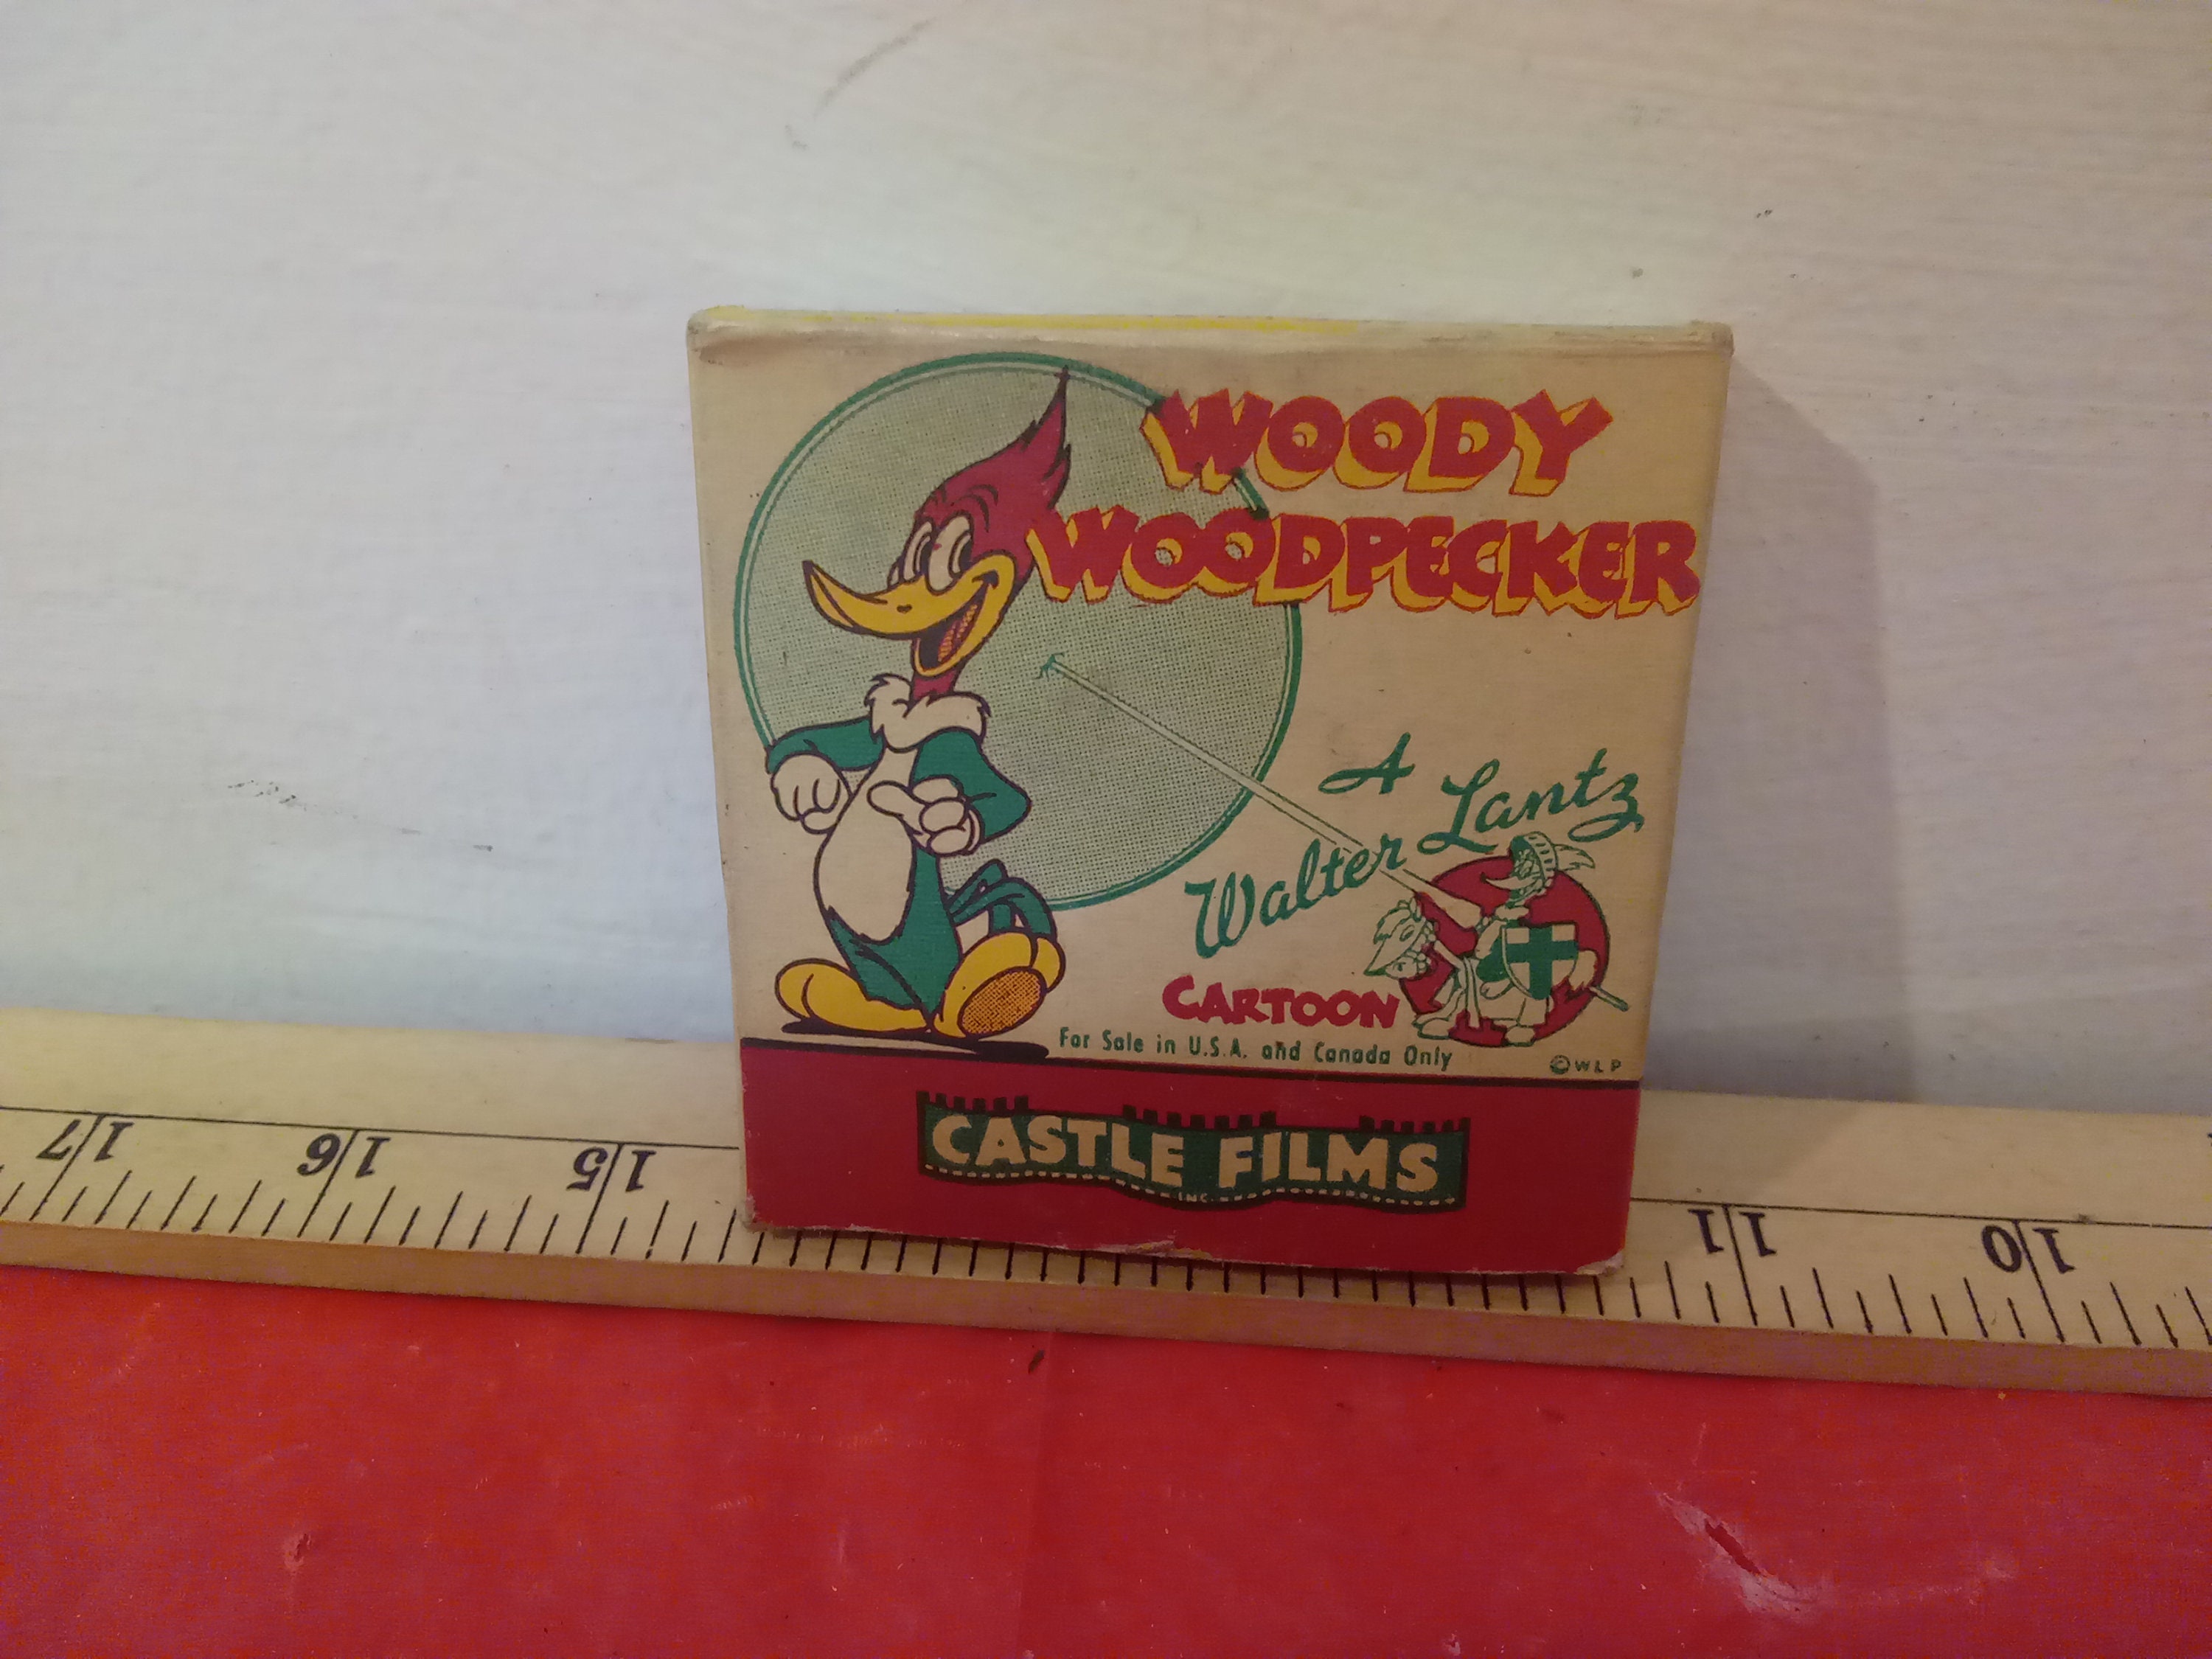 WOODY
WOODPECKER
A
Walter Lantz
CARTOON
For Sale in U.S.A. and Canada Only
©WLP
CASTLE FILMS
INC.
17 16 15 11 10